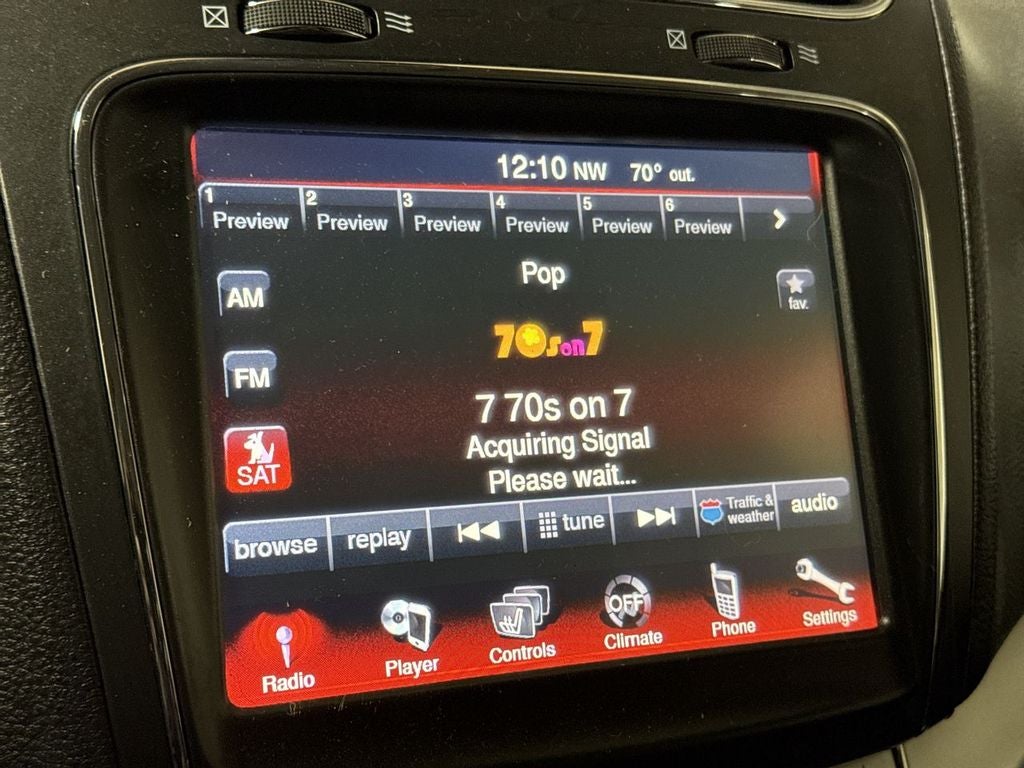 12:10 NW 70° out.
1 2 3 4 5 6
Preview Preview Preview Preview Preview Preview
Pop
AM
fav.
70s on 7
FM
7 70s on 7
Acquiring Signal
SAT
Please wait...
browse replay tune Traffic & weather audio
OFF
Radio Player Controls Climate Phone Settings